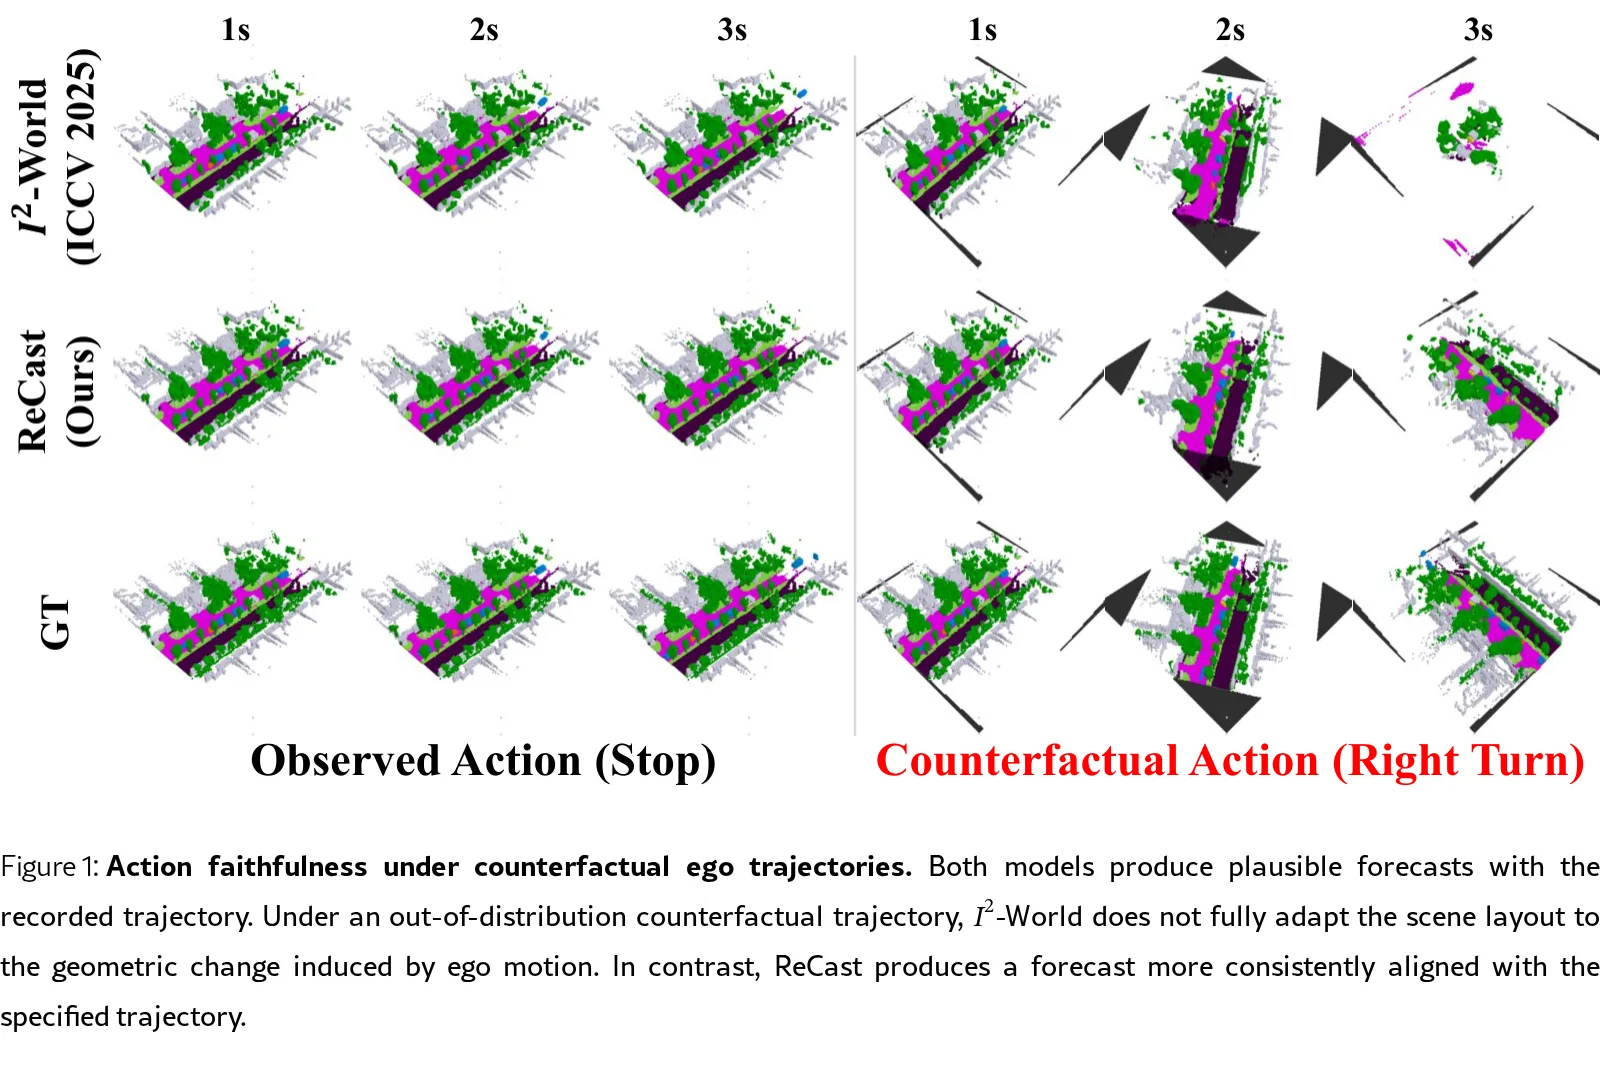 1s 2s 3s 1s 2s 3s
I²-World
(ICCV 2025)
ReCast
(Ours)
GT
Observed Action (Stop)
Counterfactual Action (Right Turn)
Figure 1: Action faithfulness under counterfactual ego trajectories. Both models produce plausible forecasts with the
recorded trajectory. Under an out-of-distribution counterfactual trajectory, I²-World does not fully adapt the scene layout to
the geometric change induced by ego motion. In contrast, ReCast produces a forecast more consistently aligned with the
specified trajectory.